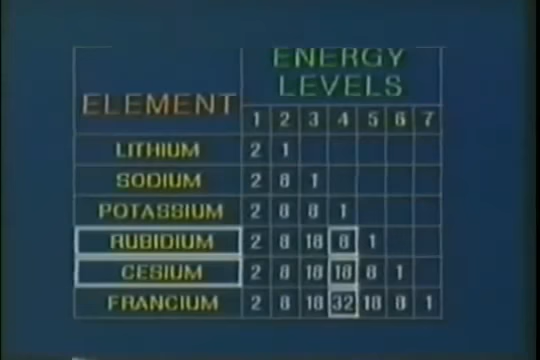 ENERGY
LEVELS
ELEMENT
1 2 3 4 5 6 7
LITHIUM 2 1
SODIUM 2 8 1
POTASSIUM 2 8 8 1
RUBIDIUM 2 8 18 8 1
CESIUM 2 8 18 18 8 1
FRANCIUM 2 8 18 32 18 8 1